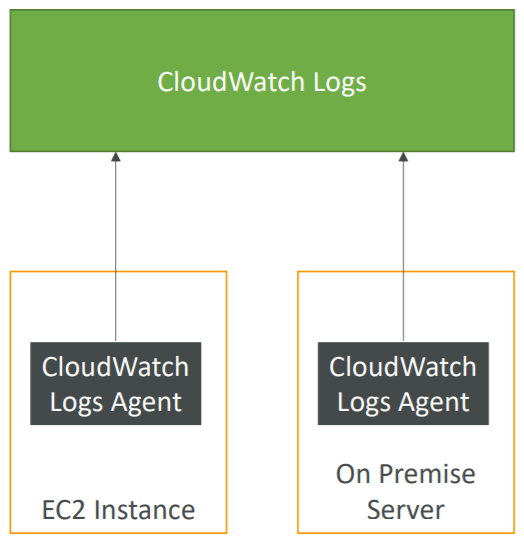 CloudWatch Logs
CloudWatch
Logs Agent
EC2 Instance
CloudWatch
Logs Agent
On Premise
Server